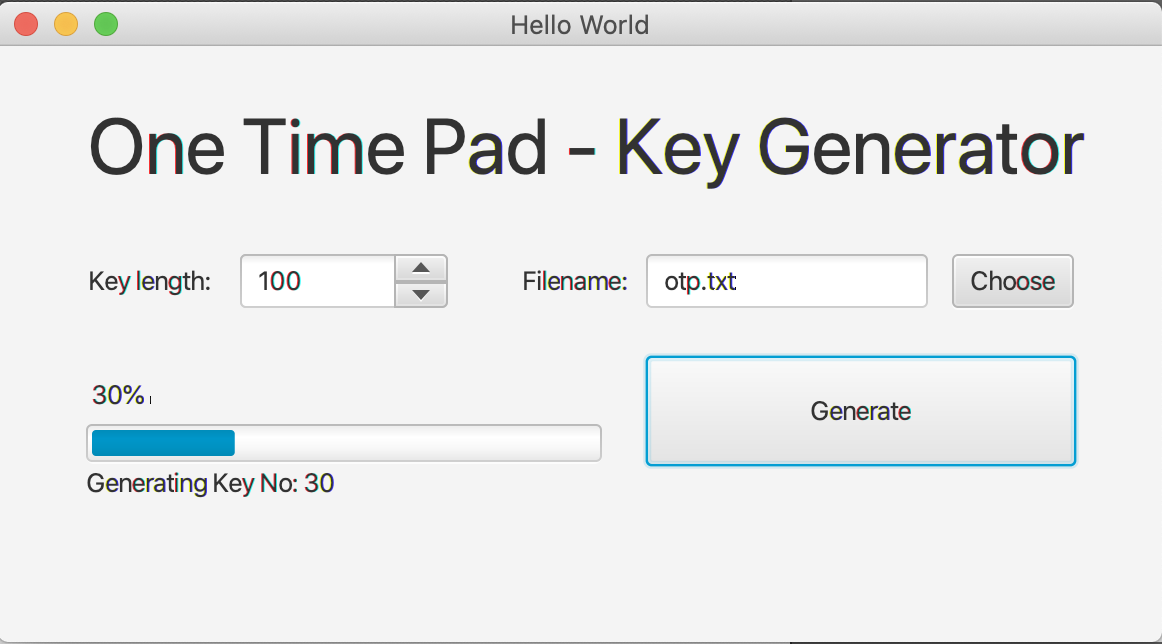 Hello World
One Time Pad - Key Generator
Key length: 100 Filename: otp.txt Choose
30%
Generate
Generating Key No: 30